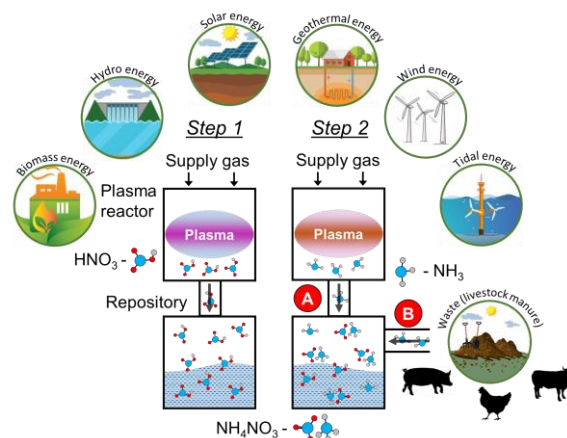 Solar energy
Geothermal energy
Hydro energy
Wind energy
Step 1
Step 2
Biomass energy
Supply gas
Supply gas
Tidal energy
Plasma
reactor
Plasma
Plasma
HNO3 -
- NH3
Repository
A
B
Waste (livestock manure)
NH4NO3 -